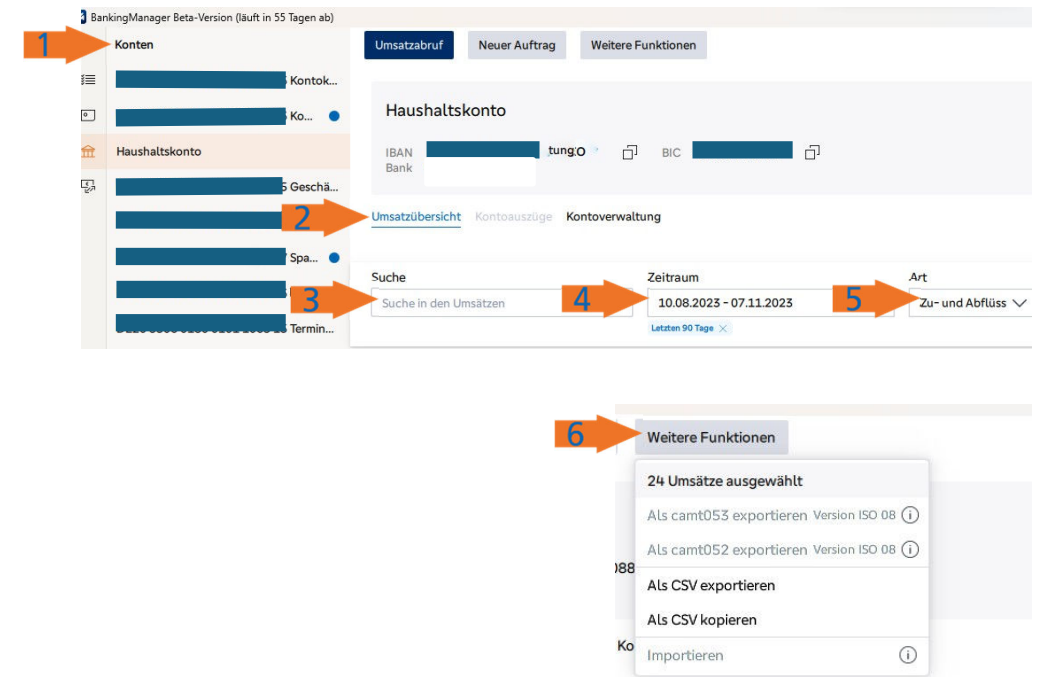 BankingManager Beta-Version (läuft in 55 Tagen ab)
1
Konten
Umsatzabruf
Neuer Auftrag
Weitere Funktionen
Kontok...
Ko...
Haushaltskonto
Geschä...
Spa...
Termin...
Haushaltskonto
IBAN
tung:O
BIC
Bank
2
Umsatzübersicht
Kontoauszüge
Kontoverwaltung
Suche
Zeitraum
Art
3
Suche in den Umsätzen
4
10.08.2023 - 07.11.2023
5
Zu- und Abflüss
Letzten 90 Tage
6
Weitere Funktionen
24 Umsätze ausgewählt
Als camt053 exportieren Version ISO 08
Als camt052 exportieren Version ISO 08
088
Als CSV exportieren
Als CSV kopieren
Ko
Importieren